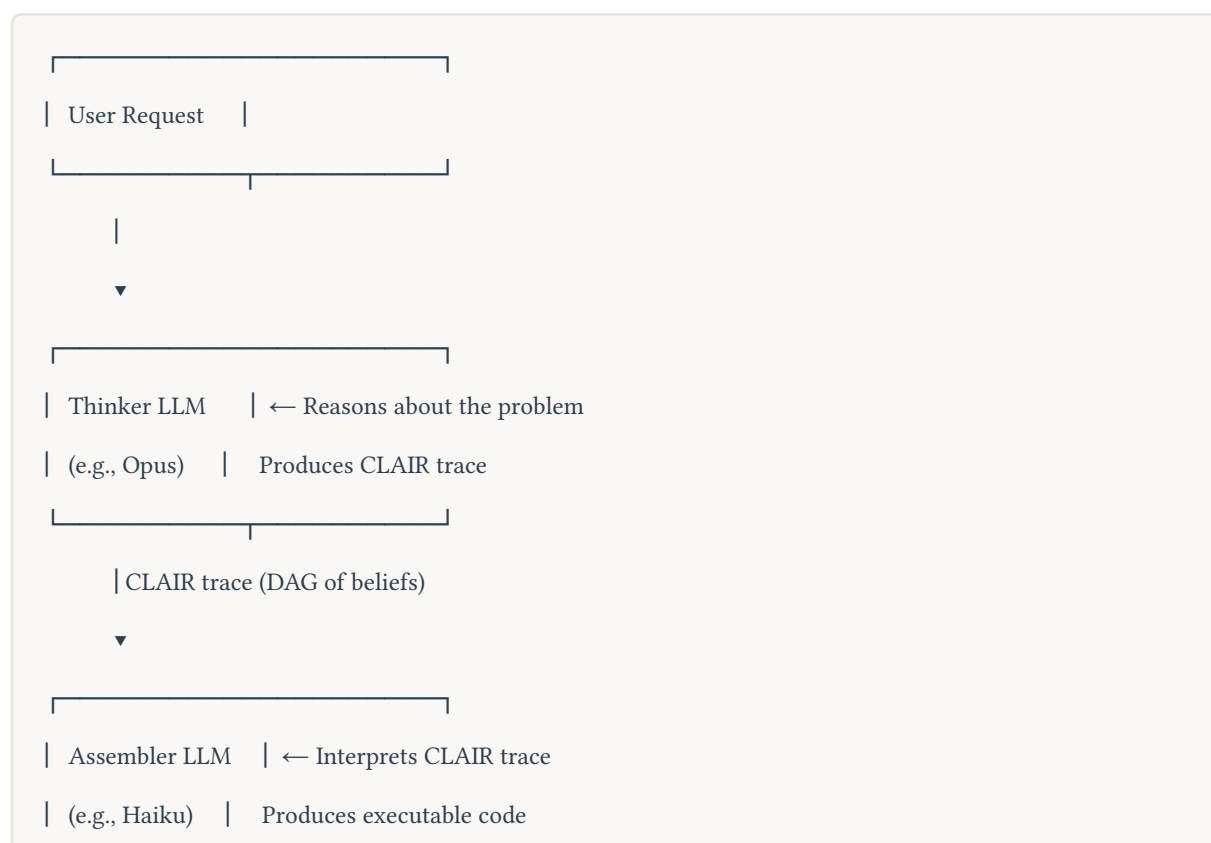 ┌─────────────────────────┐
│ User Request │
└────────────┬────────────┘
│
▼
┌─────────────────────────┐
│ Thinker LLM │ ← Reasons about the problem
│ (e.g., Opus) │ Produces CLAIR trace
└────────────┬────────────┘
│ CLAIR trace (DAG of beliefs)
▼
┌─────────────────────────┐
│ Assembler LLM │ ← Interprets CLAIR trace
│ (e.g., Haiku) │ Produces executable code